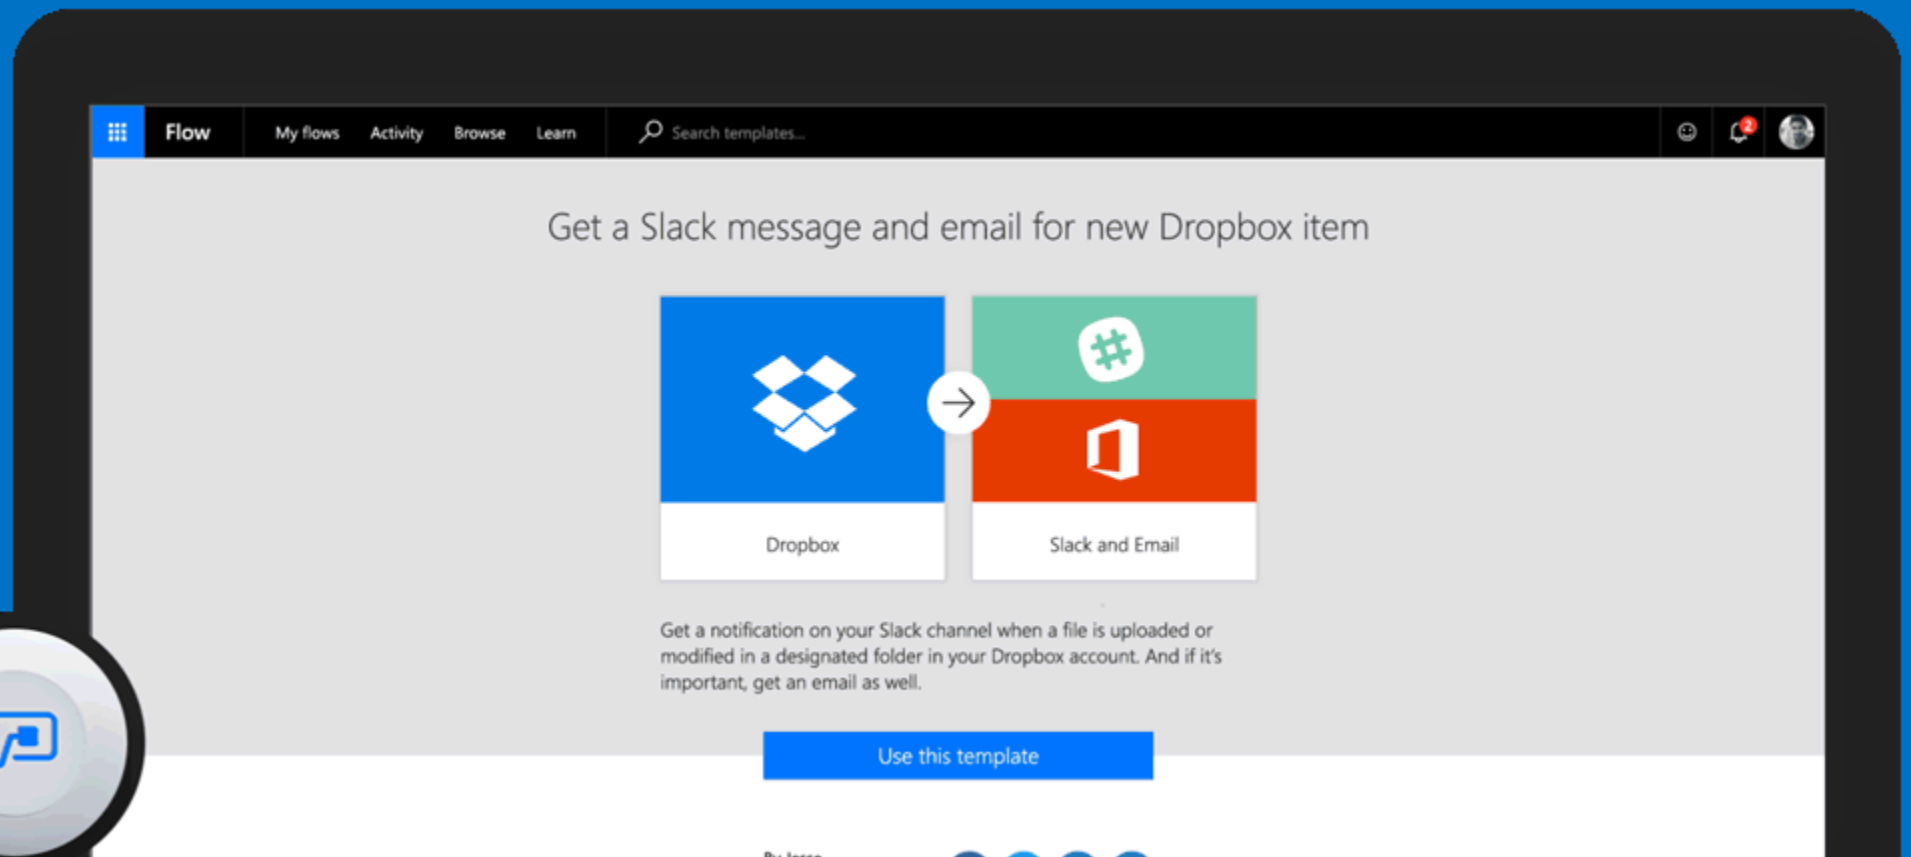 Flow My flows Activity Browse Learn Search templates... 2
Get a Slack message and email for new Dropbox item
Dropbox
Slack and Email
Get a notification on your Slack channel when a file is uploaded or
modified in a designated folder in your Dropbox account. And if it's
important, get an email as well.
Use this template